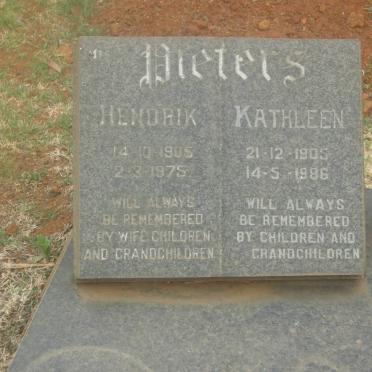 Pieters
HENDRIK
14-10-1905
2-3-1975
WILL ALWAYS
BE REMEMBERED
BY WIFE CHILDREN
AND GRANDCHILDREN
KATHLEEN
21-12-1905
14-5-1986
WILL ALWAYS
BE REMEMBERED
BY CHILDREN AND
GRANDCHILDREN